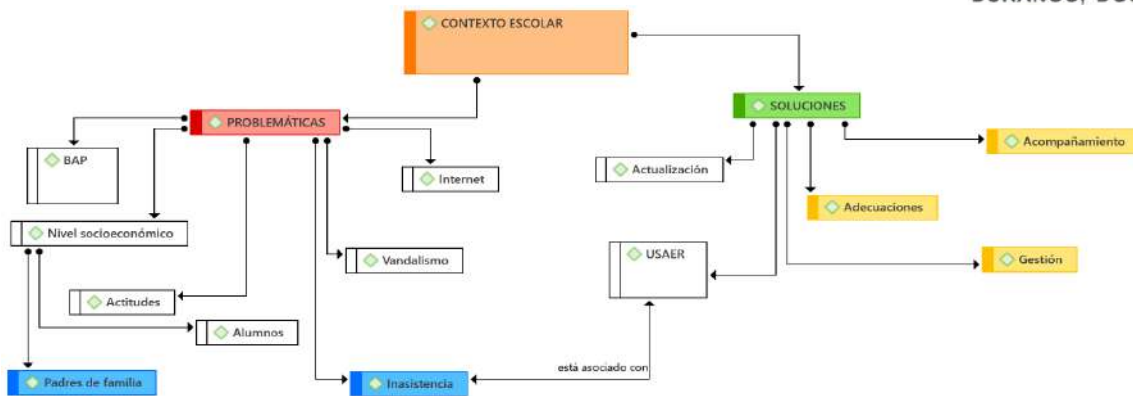 CONTEXTO ESCOLAR
PROBLEMÁTICAS
SOLUCIONES
BAP
Internet
Actualización
Acompañamiento
Adecuaciones
Nivel socioeconómico
Vandalismo
USAER
Gestión
Actitudes
Alumnos
está asociado con
Padres de familia
Inasistencia